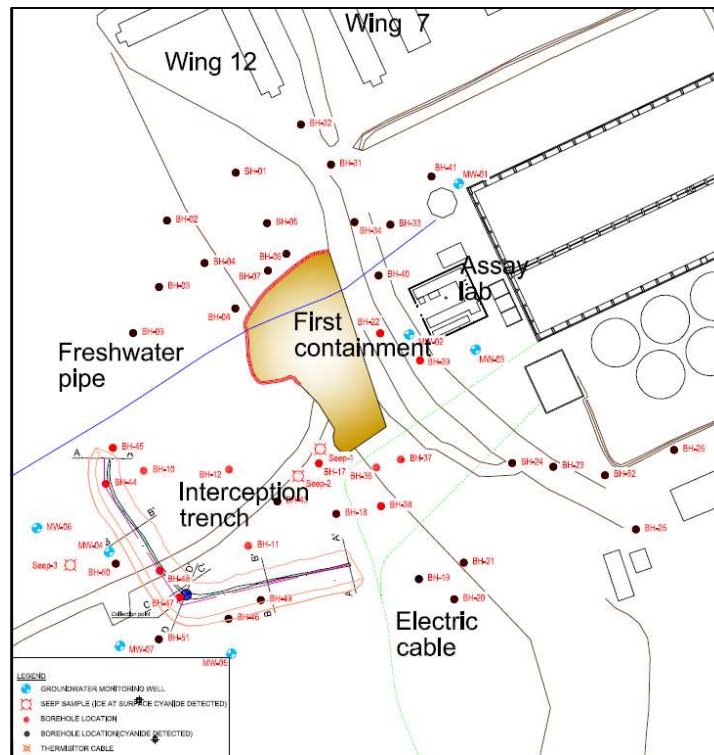 Wing 7
Wing 12
BH-32
BH-31
BH-01
BH-41
MW-01
BH-02
BH-05
BH-34
BH-33
BH-04
BH-06
BH-07
BH-40
Assay
lab
BH-03
BH-08
First
containment
BH-22
MW-02
MW-03
BH-09
Freshwater
pipe
BH-39
BH-45
A
A
BH-10
BH-12
Seep-1
BH-17
BH-37
BH-35
BH-24
BH-23
BH-26
BH-52
BH-44
Seep-2
Interception
trench
BH-18
BH-38
BH-25
MW-06
B'
MW-04
BH-11
Seep-3
BH-50
BH-48
D
C'
B'
A'
BH-21
BH-19
BH-20
BH-47
C
Collection point
BH-49
B
A
BH-46
Electric
cable
BH-51
MW-07
MW-05
LEGEND
GROUNDWATER MONITORING WELL
SEEP SAMPLE (ICE AT SURFACE CYANIDE DETECTED)
BOREHOLE LOCATION
BOREHOLE LOCATION(CYANIDE DETECTED)
THERMISITOR CABLE